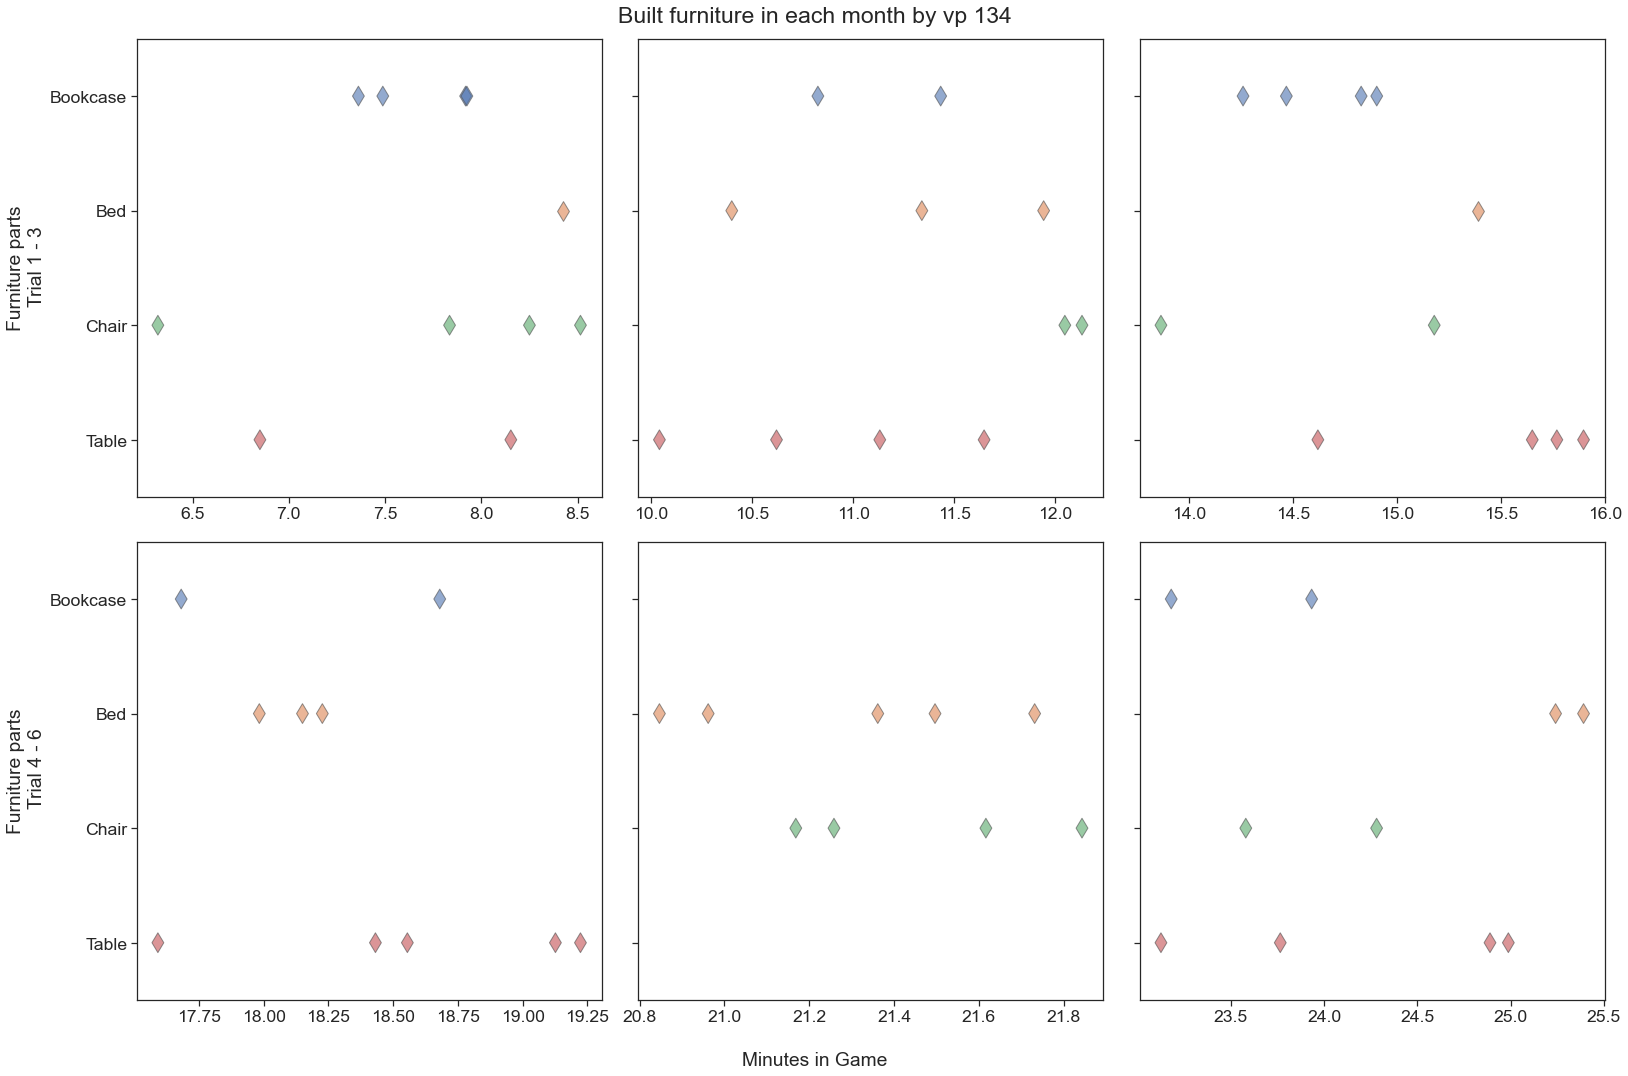 Built furniture in each month by vp 134
Furniture parts
Trial 1 - 3
Bookcase
Bed
Chair
Table
6.5 7.0 7.5 8.0 8.5
10.0 10.5 11.0 11.5 12.0
14.0 14.5 15.0 15.5 16.0
Furniture parts
Trial 4 - 6
Bookcase
Bed
Chair
Table
17.75 18.00 18.25 18.50 18.75 19.00 19.25
20.8 21.0 21.2 21.4 21.6 21.8
23.5 24.0 24.5 25.0 25.5
Minutes in Game